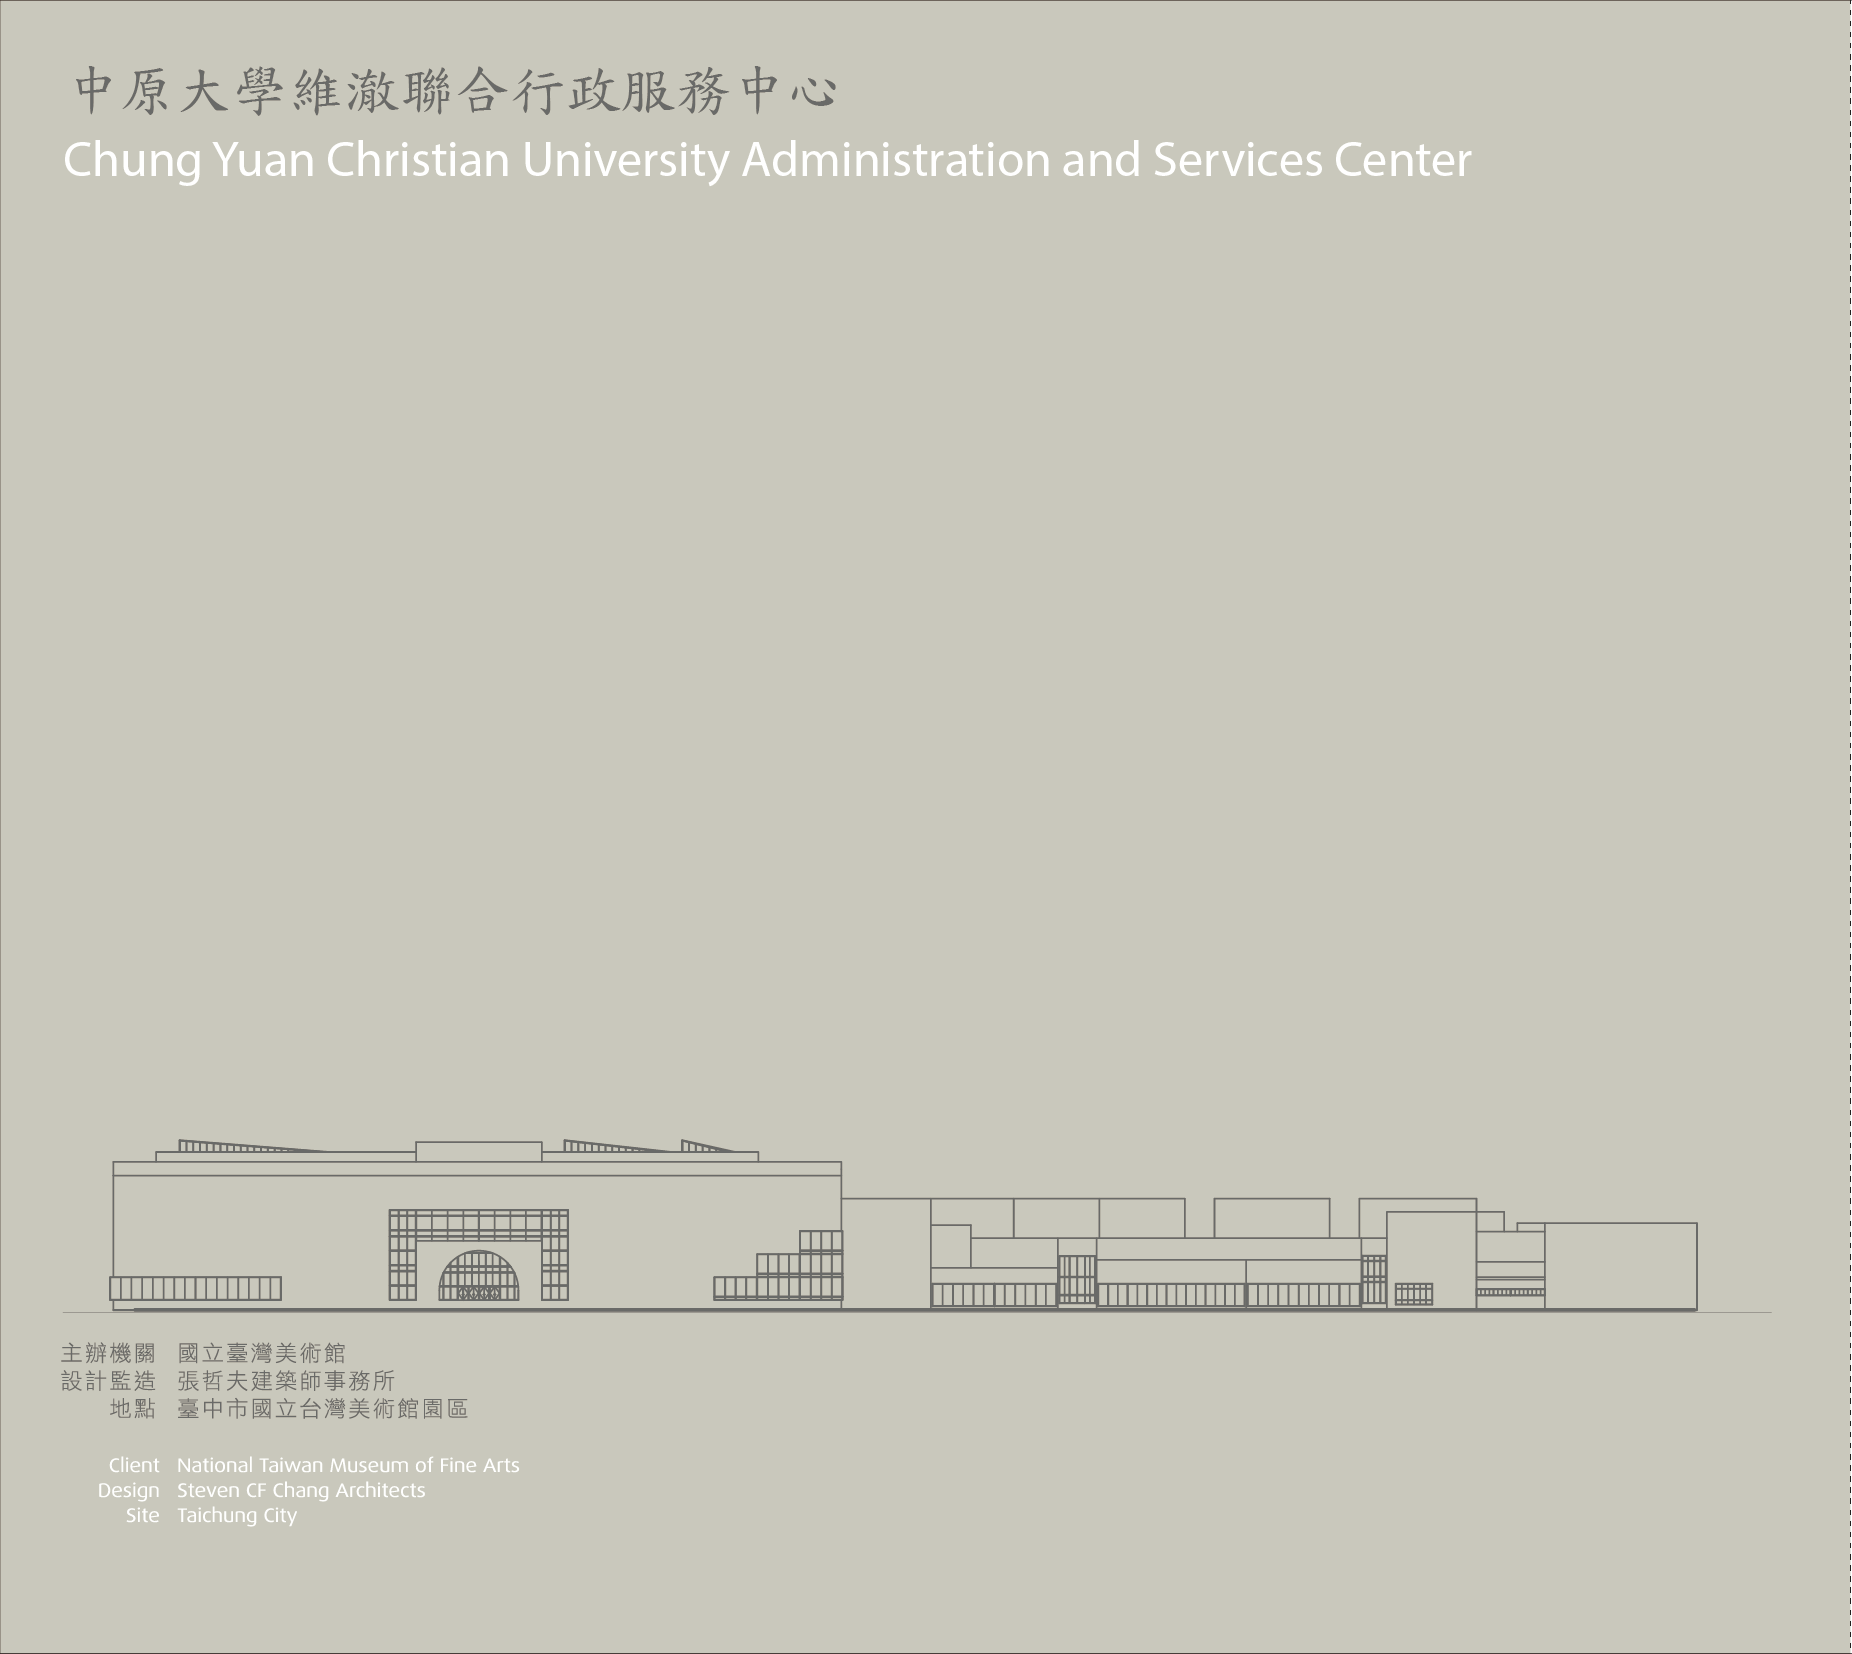 中原大學維澈聯合行政服務中心
Chung Yuan Christian University Administration and Services Center
主辦機關 國立臺灣美術館
設計監造 張哲夫建築師事務所
地點 臺中市國立台灣美術館園區
Client National Taiwan Museum of Fine Arts
Design Steven CF Chang Architects
Site Taichung City